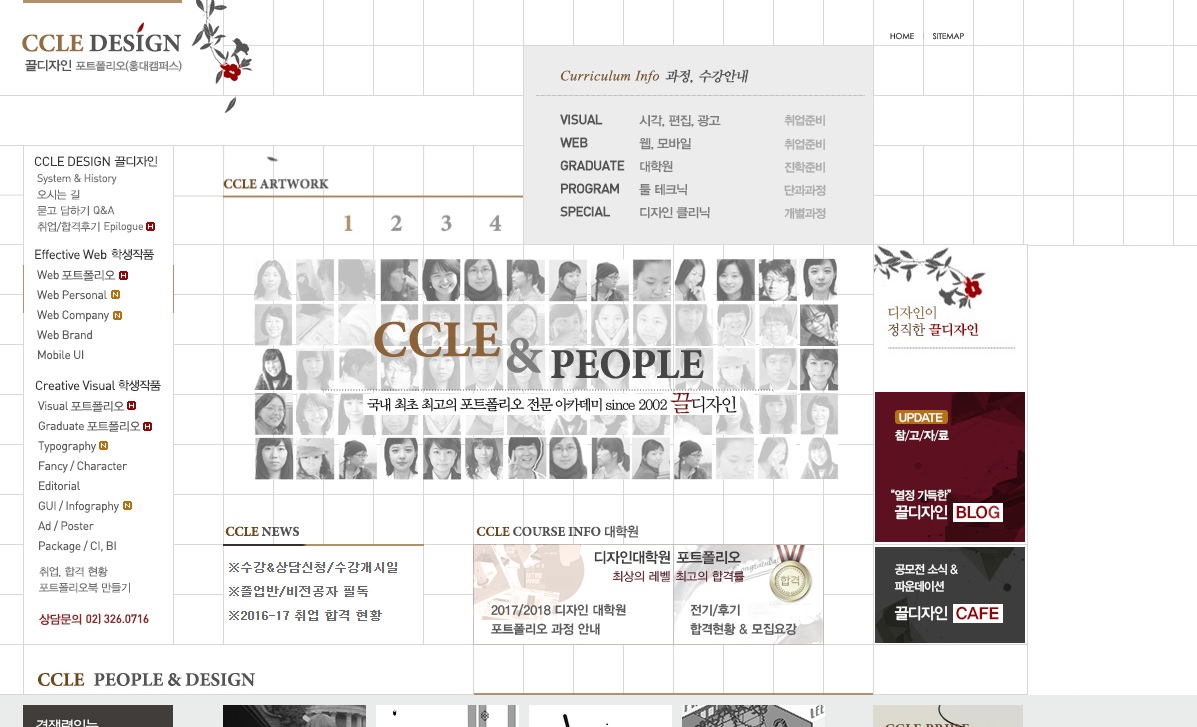 CCLE DESIGN
끌디자인 포트폴리오(홍대캠퍼스)
HOME SITEMAP
Curriculum Info 과정, 수강안내
VISUAL 시각, 편집, 광고 취업준비
WEB 웹, 모바일 취업준비
GRADUATE 대학원 진학준비
PROGRAM 툴 테크닉 단과과정
SPECIAL 디자인 클리닉 개별과정
CCLE DESIGN 끌디자인
System & History
오시는 길
묻고 답하기 Q&A
취업/합격후기 Epilogue H
Effective Web 학생작품
Web 포트폴리오 H
Web Personal N
Web Company N
Web Brand
Mobile UI
Creative Visual 학생작품
Visual 포트폴리오 H
Graduate 포트폴리오 H
Typography N
Fancy / Character
Editorial
GUI / Infography N
Ad / Poster
Package / CI, BI
취업, 합격 현황
포트폴리오북 만들기
상담문의 02) 326.0716
CCLE ARTWORK
1 2 3 4
CCLE & PEOPLE
국내 최초 최고의 포트폴리오 전문 아카데미 since 2002 끌디자인
디자인이
정직한 끌디자인
UPDATE
참/고/자/료
“열정 가득한”
끌디자인 BLOG
공모전 소식 &
파운데이션
끌디자인 CAFE
CCLE NEWS
※수강&상담신청/수강개시일
※졸업반/비전공자 필독
※2016-17 취업 합격 현황
CCLE COURSE INFO 대학원
디자인대학원 포트폴리오
최상의 레벨 최고의 합격률
합격
2017/2018 디자인 대학원
포트폴리오 과정 안내
전기/후기
합격현황 & 모집요강
CCLE PEOPLE & DESIGN
경쟁력있는
CCLE PRIDE